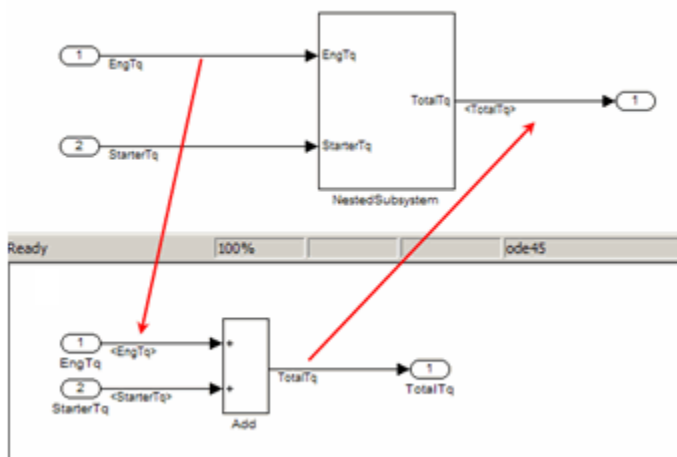 1 EngTq 1
EngTq
TotalTq
<TotalTq>
2 StarterTq
StarterTq
NestedSubsystem
Ready 100% ode45
1 <EngTq> +
EngTq
TotalTq 1
TotalTq
2 <StarterTq> +
StarterTq
Add